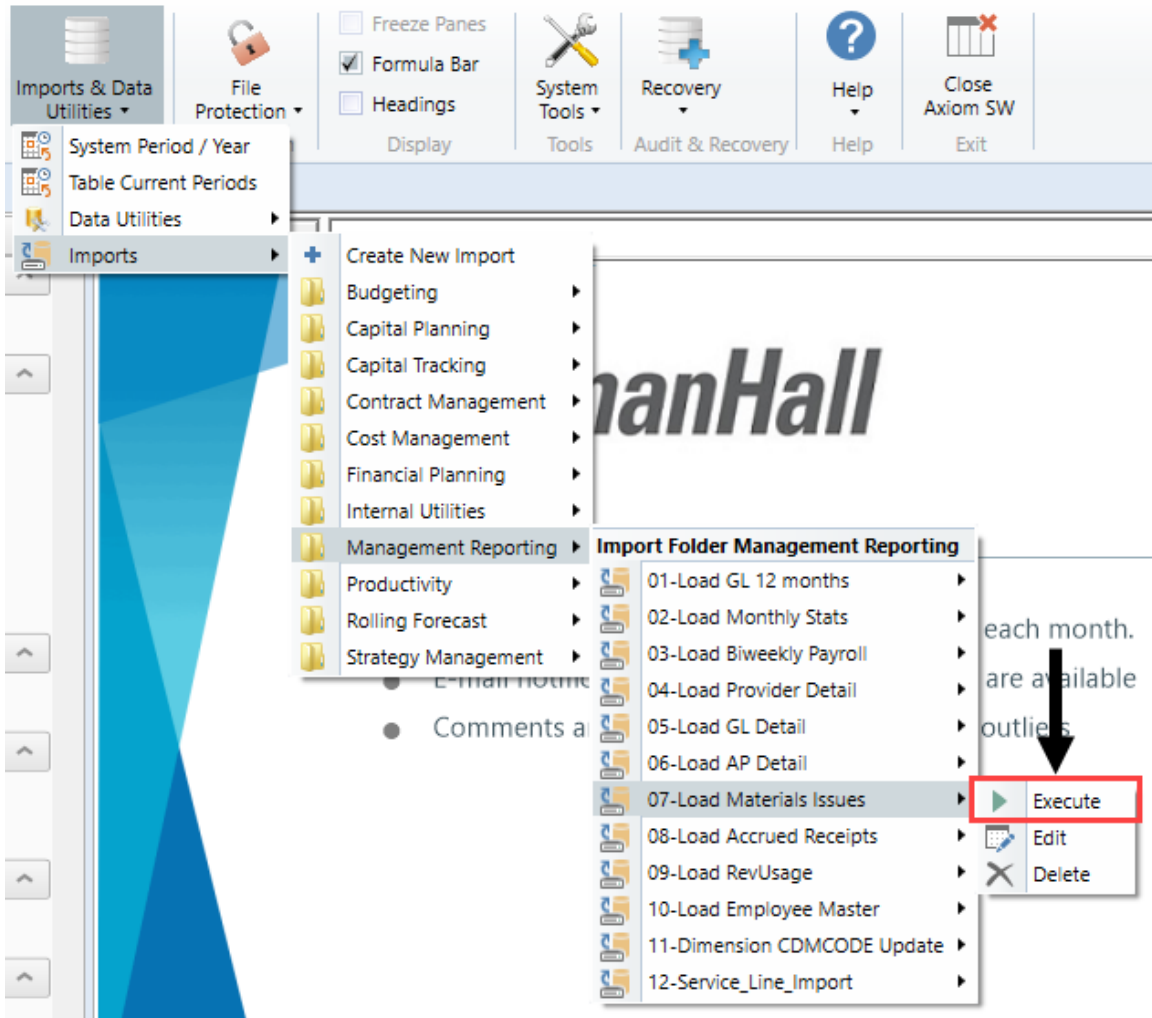 Imports & Data
Utilities
File
Protection
Freeze Panes
Formula Bar
Headings
Display
System
Tools
Tools
Recovery
Audit & Recovery
Help
Help
Close
Axiom SW
Exit
System Period / Year
Table Current Periods
Data Utilities
Imports
Create New Import
Budgeting
Capital Planning
Capital Tracking
Contract Management
Cost Management
Financial Planning
Internal Utilities
Management Reporting
Productivity
Rolling Forecast
Strategy Management
manHall
Import Folder Management Reporting
01-Load GL 12 months
02-Load Monthly Stats
03-Load Biweekly Payroll
04-Load Provider Detail
05-Load GL Detail
06-Load AP Detail
07-Load Materials Issues
08-Load Accrued Receipts
09-Load RevUsage
10-Load Employee Master
11-Dimension CDMCODE Update
12-Service_Line_Import
Execute
Edit
Delete
each month.
E-mail are available
Comments outliers